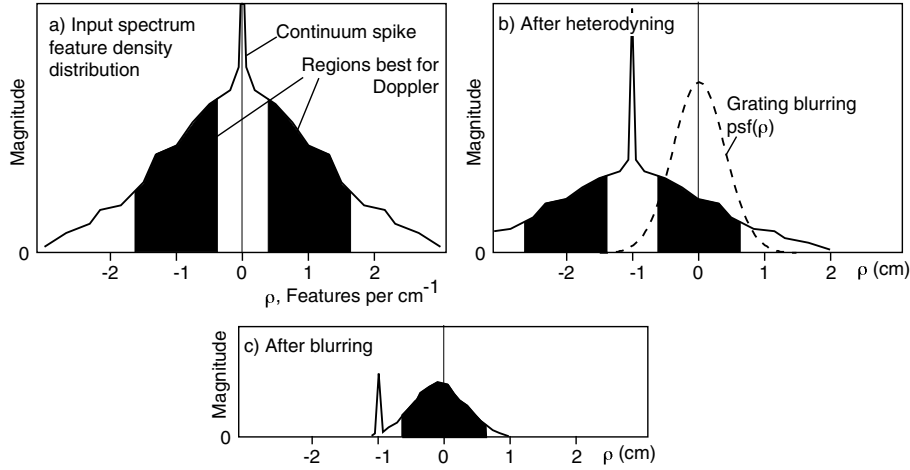 a) Input spectrum
feature density
distribution
Continuum spike
Regions best for
Doppler
Magnitude
0
-2 -1 0 1 2
ρ, Features per cm-1
b) After heterodyning
Grating blurring
psf(ρ)
Magnitude
0
-2 -1 0 1 2 ρ (cm)
c) After blurring
Magnitude
0
-2 -1 0 1 2 ρ (cm)